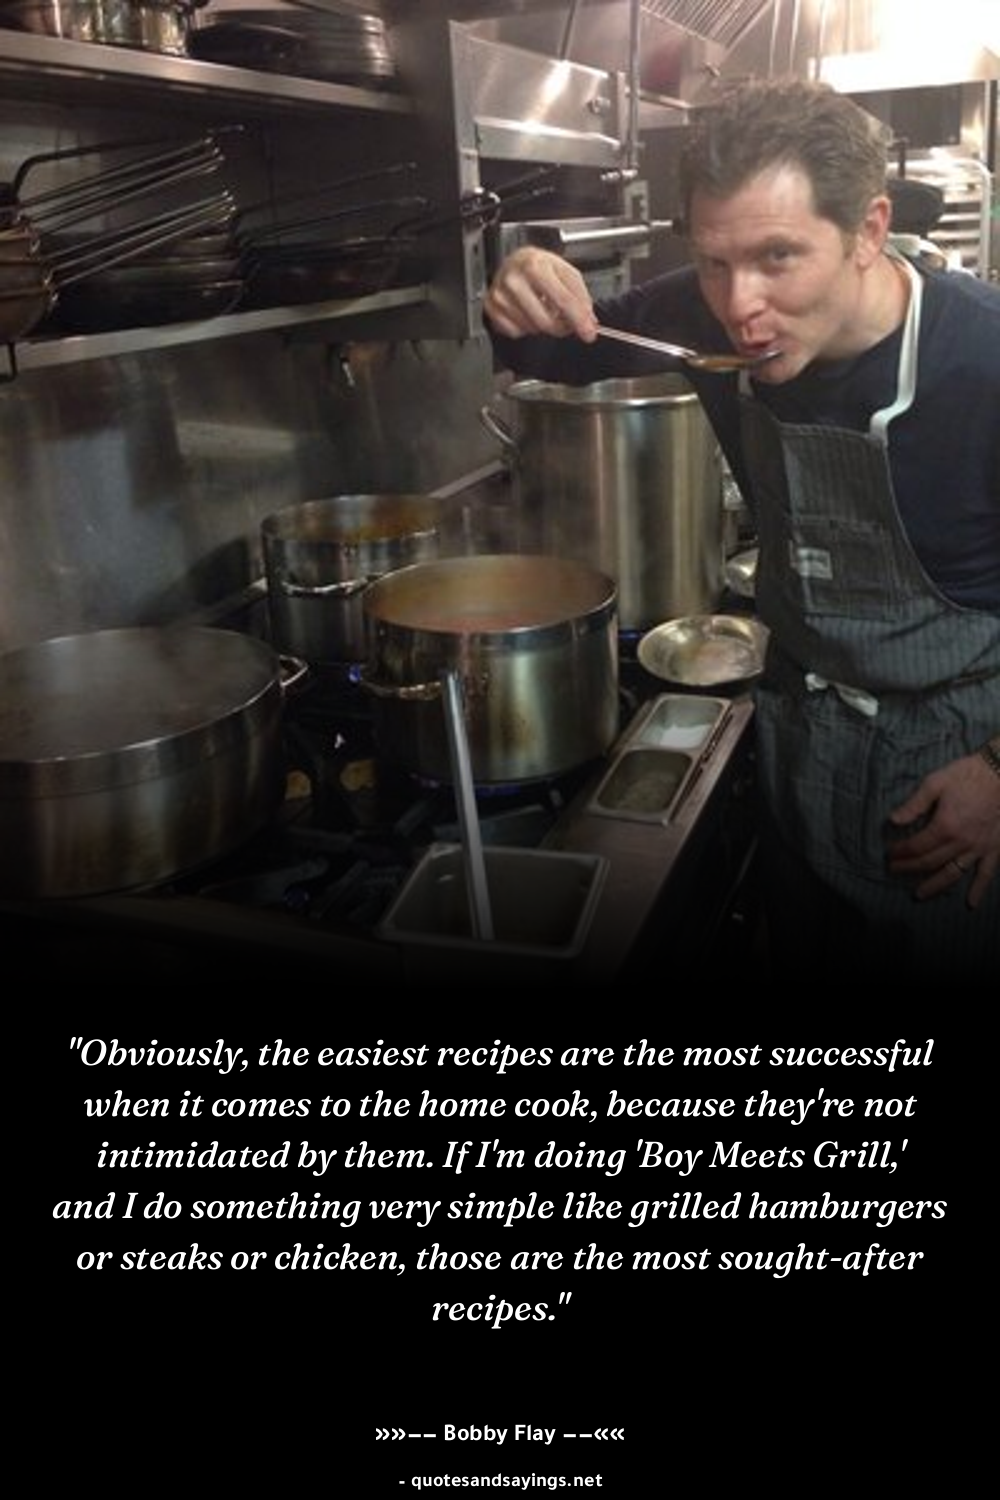 "Obviously, the easiest recipes are the most successful
when it comes to the home cook, because they're not
intimidated by them. If I'm doing 'Boy Meets Grill,'
and I do something very simple like grilled hamburgers
or steaks or chicken, those are the most sought-after
recipes."
»»−− Bobby Flay −−««
- quotesandsayings.net